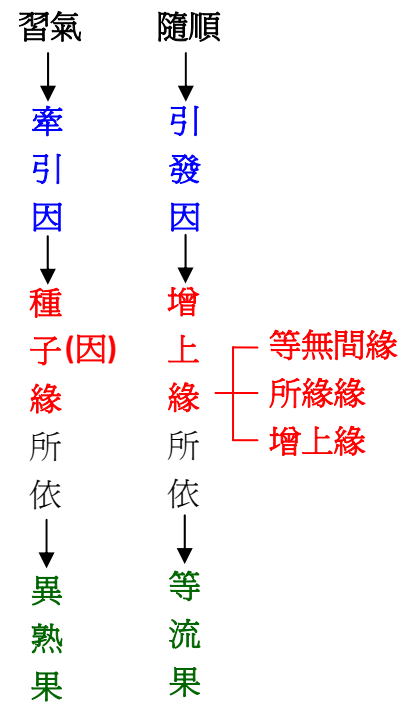 習氣
牽引因
種子(因)緣所依
異熟果
隨順
引發因
增上緣所依
等無間緣
所緣緣
增上緣
等流果